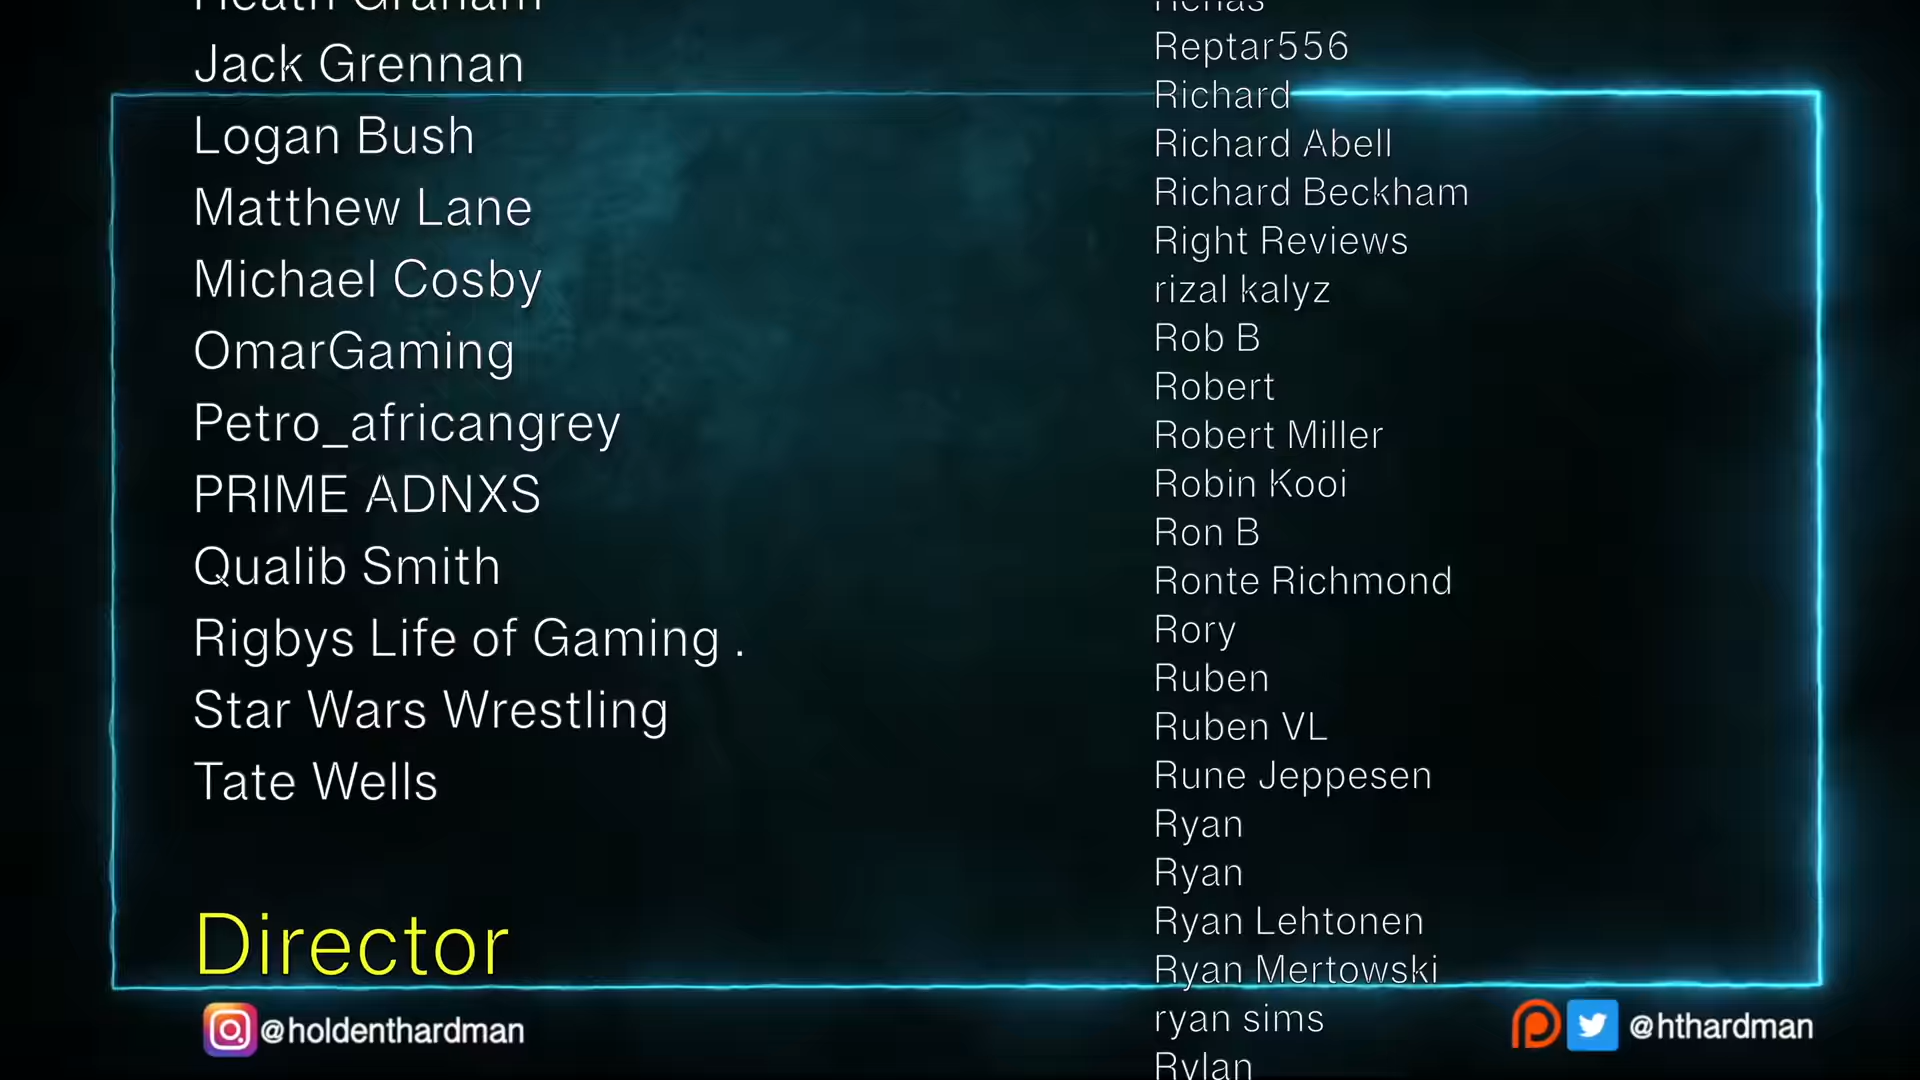 Heath Graham
Jack Grennan
Logan Bush
Matthew Lane
Michael Cosby
OmarGaming
Petro_africangrey
PRIME ADNXS
Qualib Smith
Rigbys Life of Gaming .
Star Wars Wrestling
Tate Wells
Director
@holdenthardman
Reptar556
Richard
Richard Abell
Richard Beckham
Right Reviews
rizal kalyz
Rob B
Robert
Robert Miller
Robin Kooi
Ron B
Ronte Richmond
Rory
Ruben
Ruben VL
Rune Jeppesen
Ryan
Ryan
Ryan Lehtonen
Ryan Mertowski
ryan sims
Rylan
@hthardman